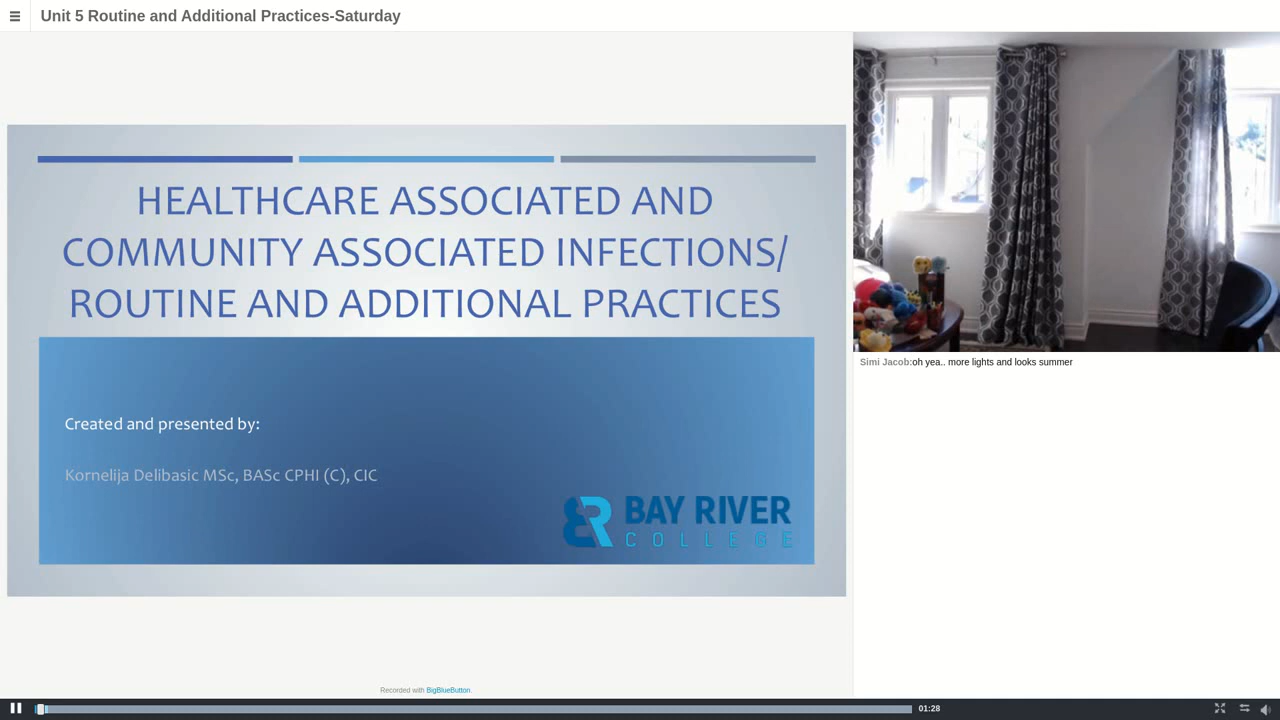 Unit 5 Routine and Additional Practices-Saturday
HEALTHCARE ASSOCIATED AND
COMMUNITY ASSOCIATED INFECTIONS/
ROUTINE AND ADDITIONAL PRACTICES
Created and presented by:
Kornelija Delibasic MSc, BASc CPHI (C), CIC
BAY RIVER
COLLEGE
Simi Jacob:oh yea.. more lights and looks summer
Recorded with BigBlueButton.
01:28